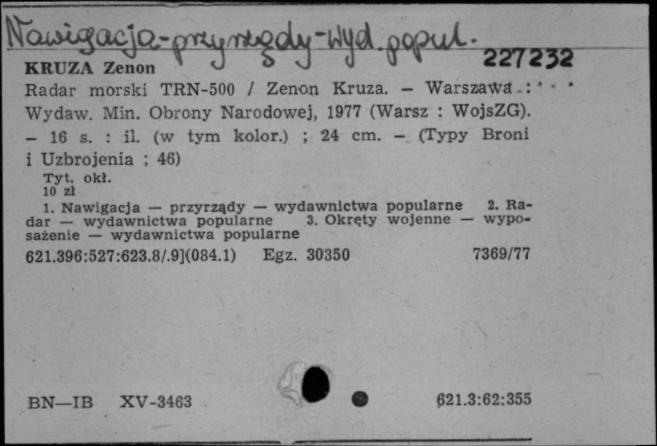 Nawigacja-przyrządy-wyd. popul.
227232
KRUZA Zenon
Radar morski TRN-500 / Zenon Kruza. — Warszawa :
Wydaw. Min. Obrony Narodowej, 1977 (Warsz : WojsZG).
— 16 s. : il. (w tym kolor.) ; 24 cm. — (Typy Broni
i Uzbrojenia ; 46)
Tyt. okł.
10 zł
1. Nawigacja — przyrządy — wydawnictwa popularne 2. Ra-
dar — wydawnictwa popularne 3. Okręty wojenne — wypo-
sażenie — wydawnictwa popularne
621.396:527:623.8/.9](084.1) Egz. 30350 7369/77
BN—IB XV-3463 621.3:62:355